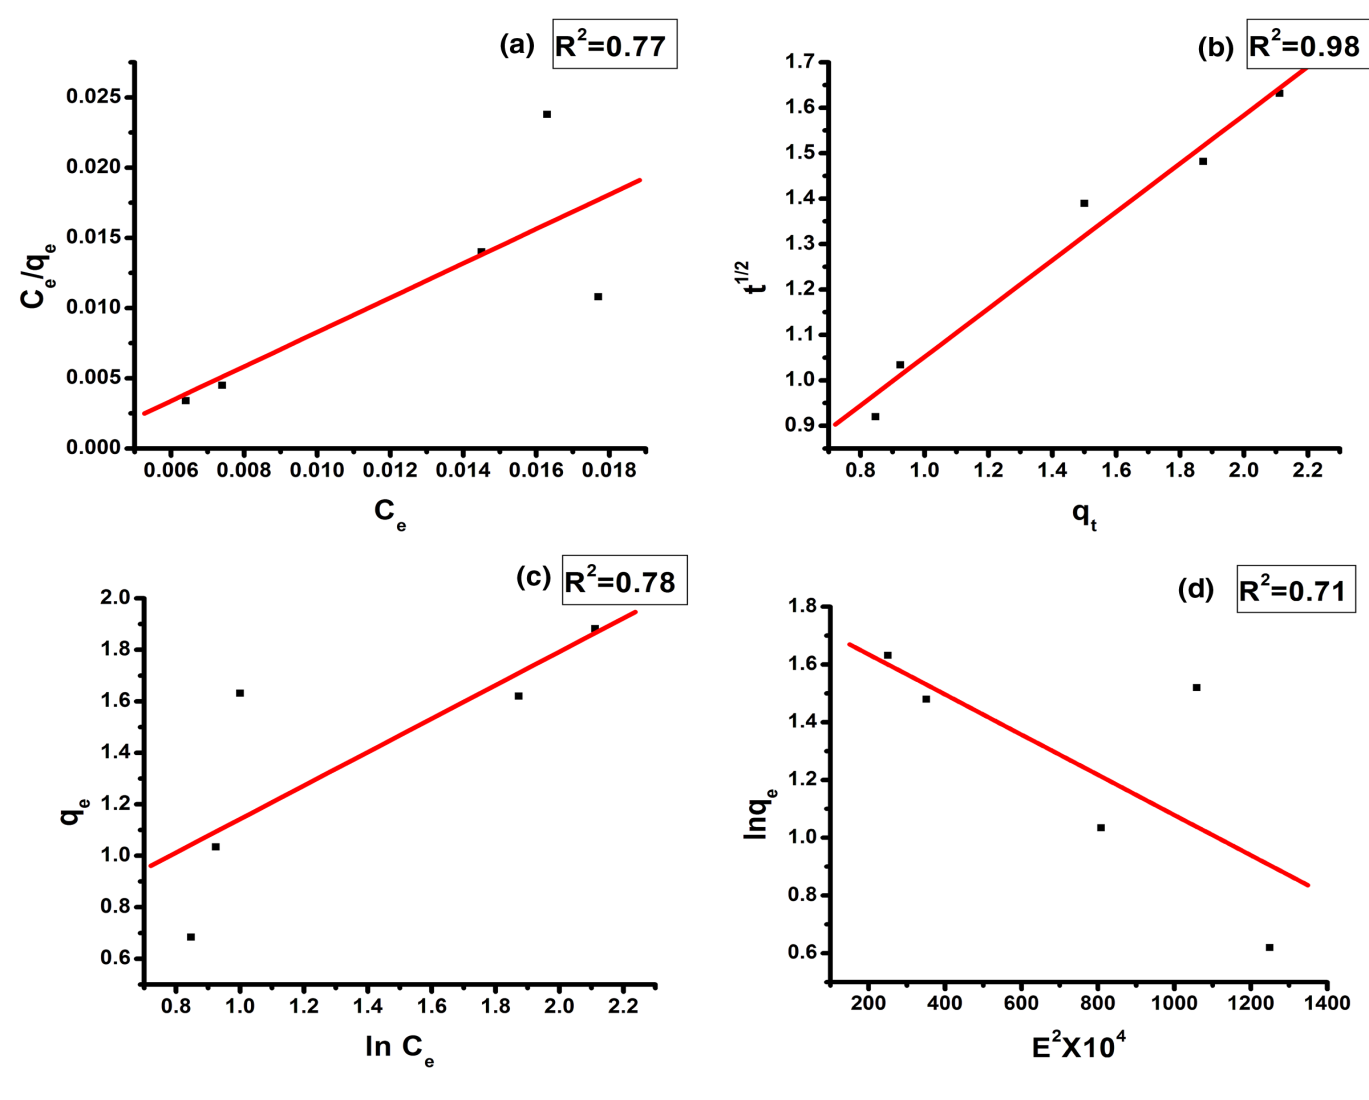 (a) R²=0.77
0.025
0.020
0.015
0.010
0.005
0.000
Cₑ/qₑ
0.006 0.008 0.010 0.012 0.014 0.016 0.018
Cₑ
(b) R²=0.98
1.7
1.6
1.5
1.4
1.3
1.2
1.1
1.0
0.9
t¹/²
0.8 1.0 1.2 1.4 1.6 1.8 2.0 2.2
qₜ
(c) R²=0.78
2.0
1.8
1.6
1.4
1.2
1.0
0.8
0.6
qₑ
0.8 1.0 1.2 1.4 1.6 1.8 2.0 2.2
ln Cₑ
(d) R²=0.71
1.8
1.6
1.4
1.2
1.0
0.8
0.6
lnqₑ
200 400 600 800 1000 1200 1400
E²X10⁴